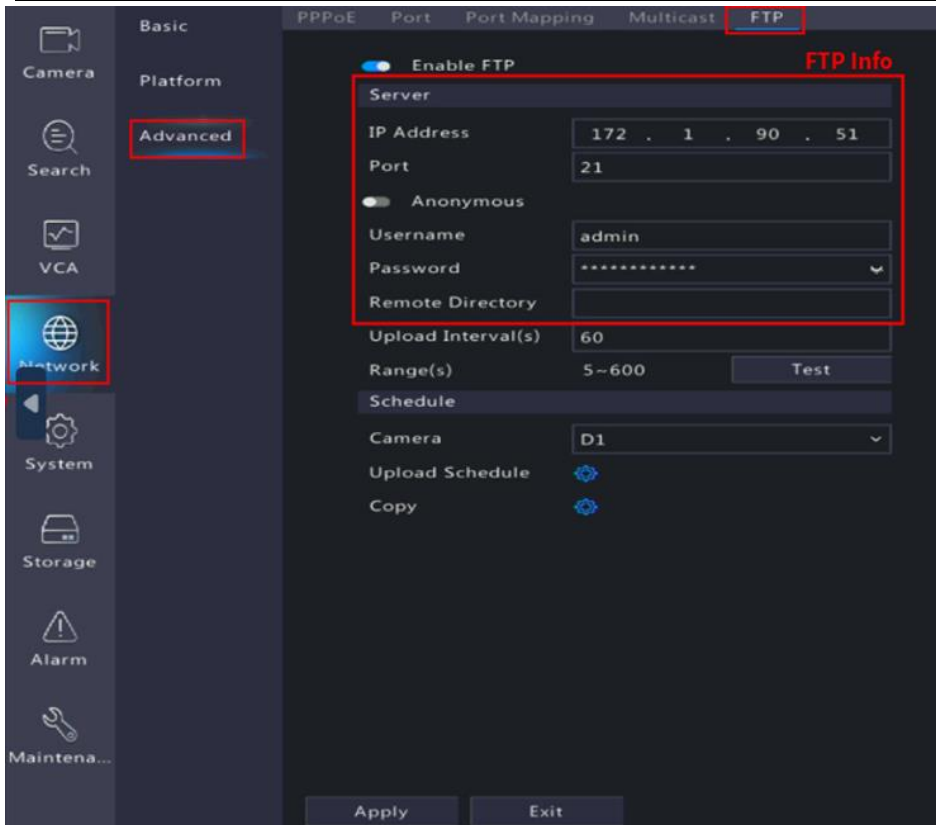 PPPoE Port Port Mapping Multicast FTP
Basic
Camera
Enable FTP
FTP Info
Platform
Server
Advanced
IP Address 172 . 1 . 90 . 51
Search
Port 21
Anonymous
Username admin
VCA
Password ************
Remote Directory
Upload Interval(s) 60
Network
Range(s) 5~600 Test
Schedule
Camera D1
System
Upload Schedule
Copy
Storage
Alarm
Maintena...
Apply Exit